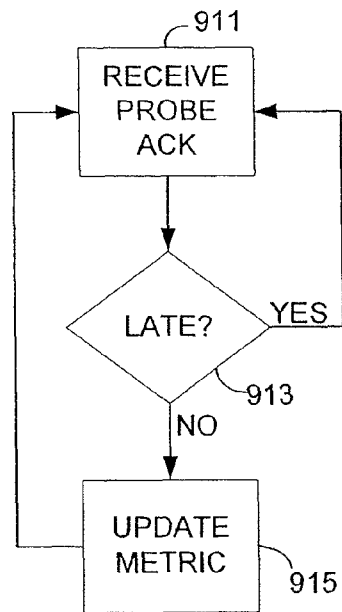 911
RECEIVE
PROBE
ACK
LATE?
YES
913
NO
UPDATE
METRIC
915